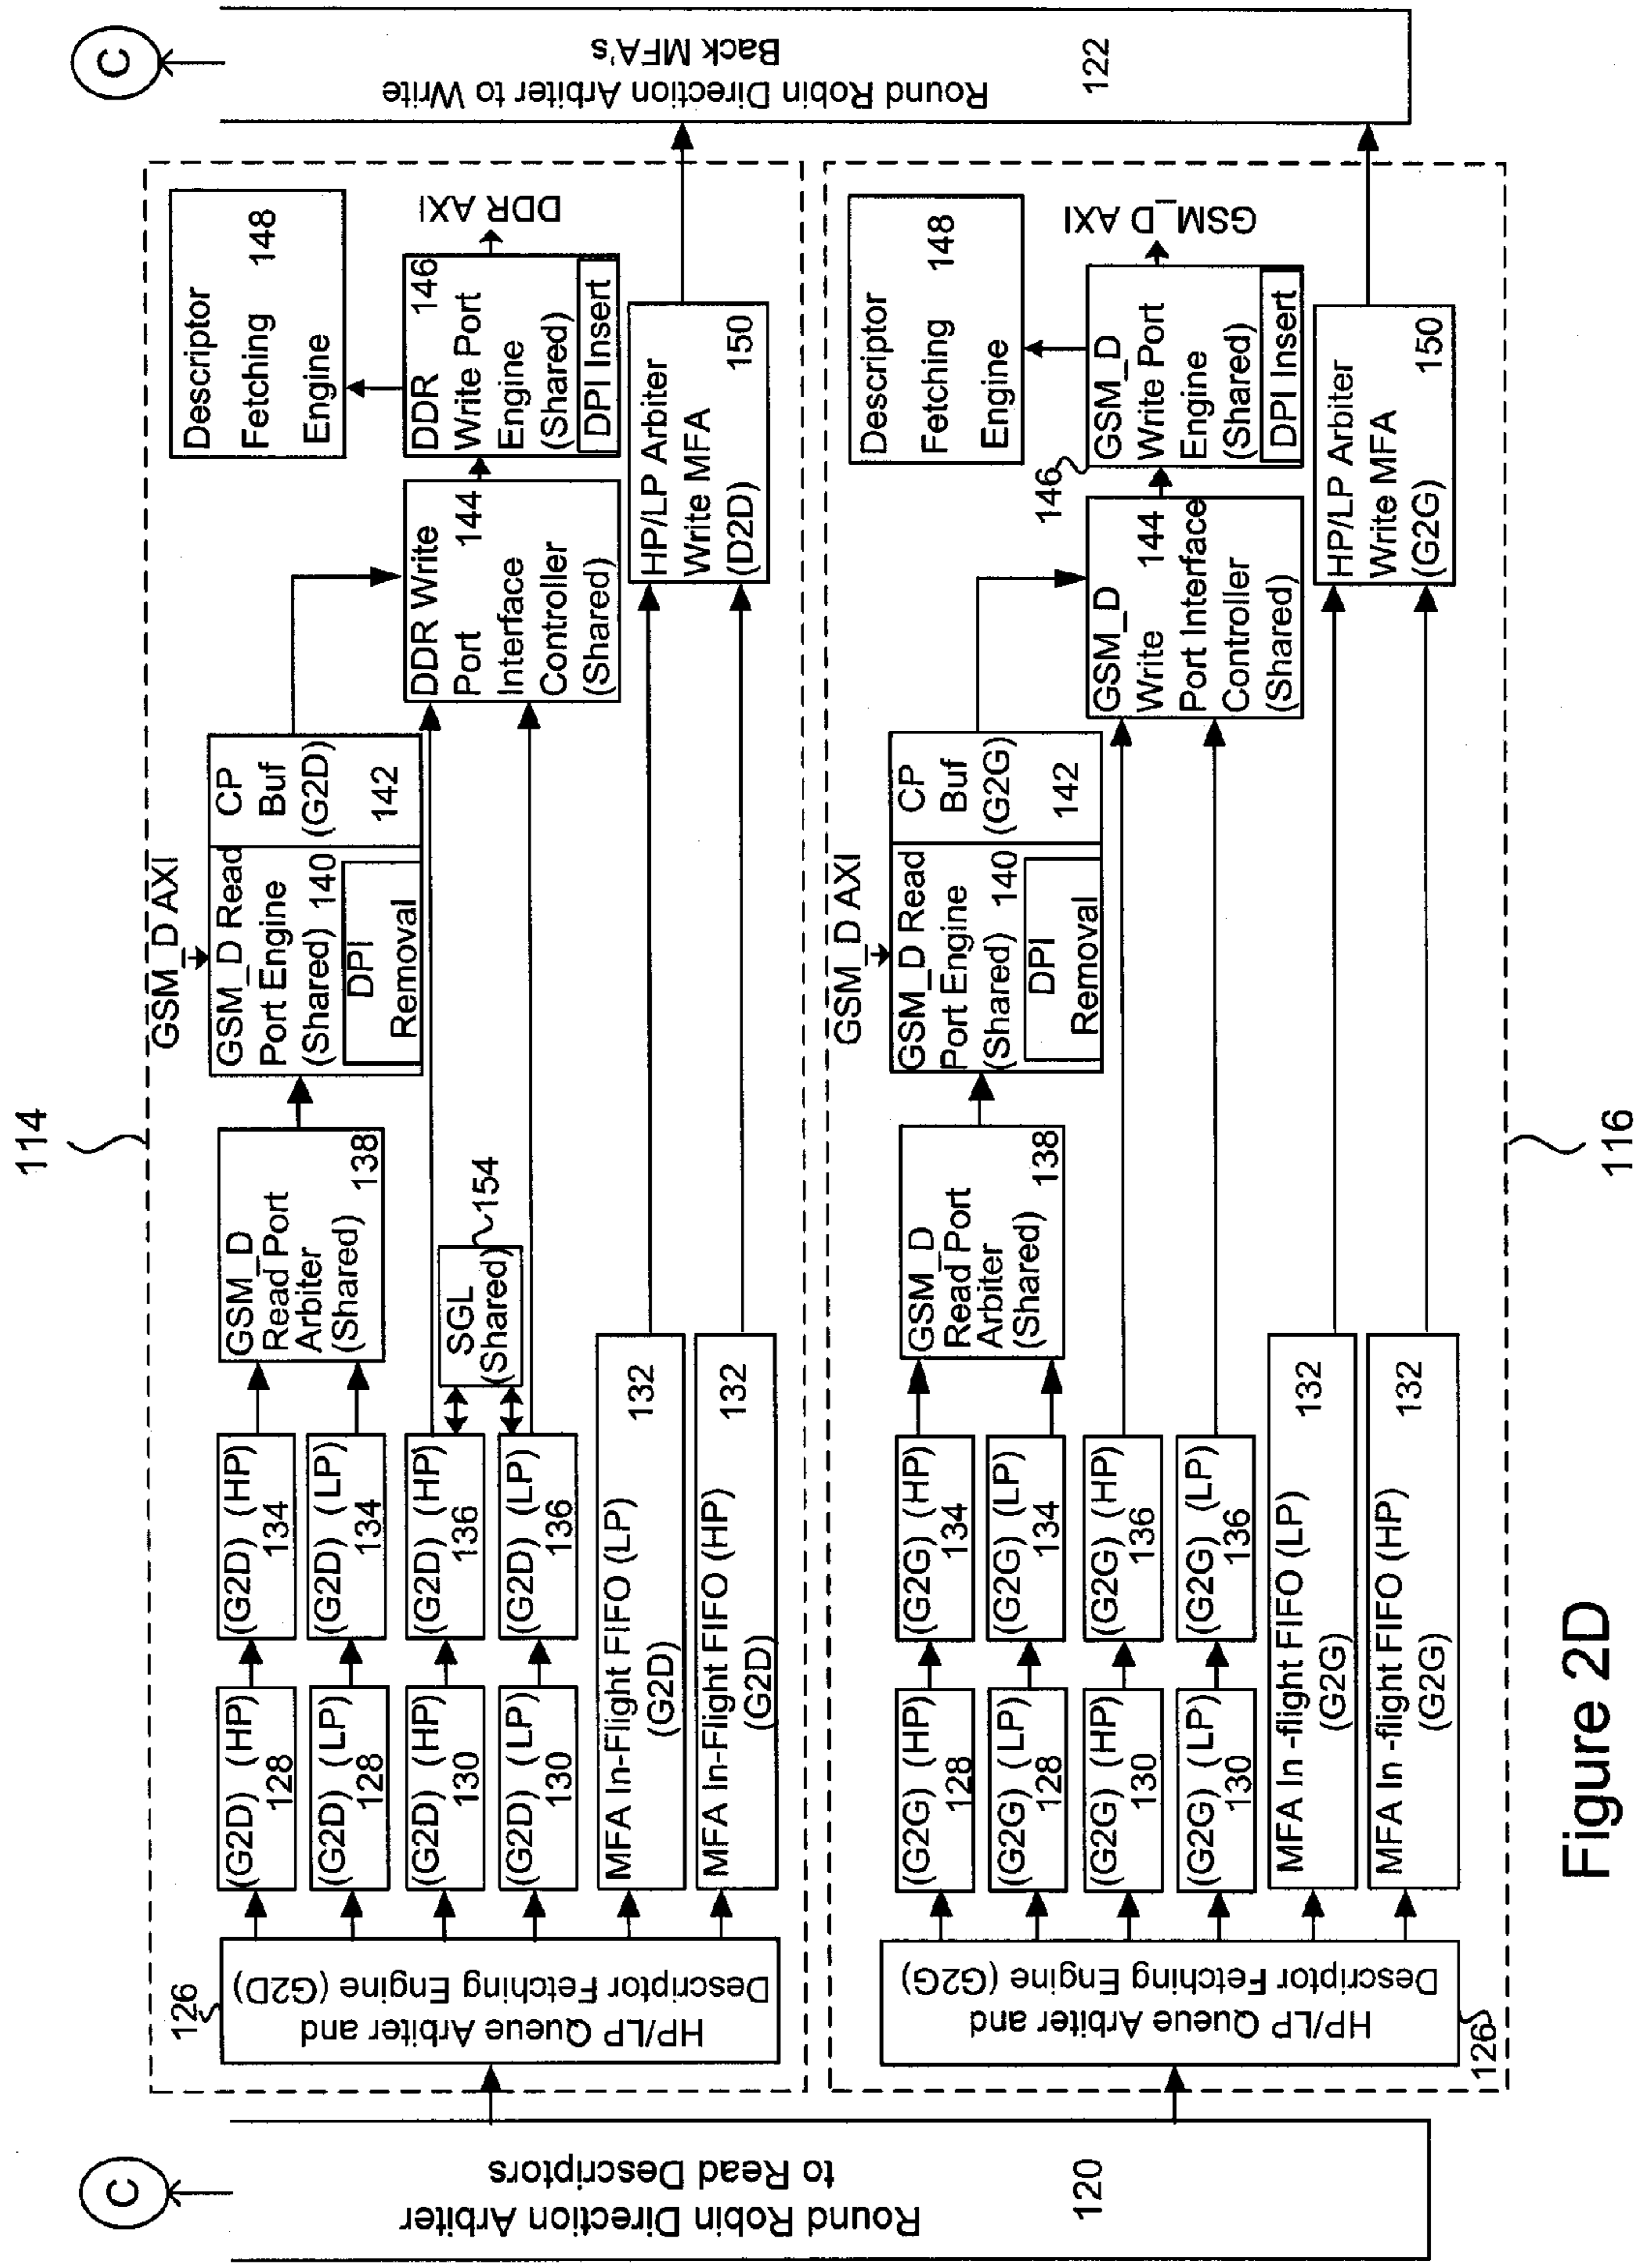 C
Round Robin Direction Arbiter
to Read Descriptors
120
114
126
HP/LP Queue Arbiter and
Descriptor Fetching Engine (G2D)
(G2D) (HP)
128
(G2D) (LP)
128
(G2D) (HP)
130
(G2D) (LP)
130
(G2D) (HP)
134
(G2D) (LP)
134
(G2D) (HP)
136
(G2D) (LP)
136
MFA In-Flight FIFO (LP)
132
(G2D)
MFA In-Flight FIFO (HP)
132
(G2D)
GSM_D
Read Port
Arbiter
(Shared)
138
SGL
(Shared)
154
GSM_D AXI
GSM_D Read
Port Engine
(Shared) 140
DPI
Removal
CP
Buf
(G2D)
142
DDR Write
Port 144
Interface
Controller
(Shared)
DDR 146
Write Port
Engine
(Shared)
DPI Insert
DDR AXI
Descriptor
Fetching 148
Engine
HP/LP Arbiter
Write MFA
(D2D) 150
116
HP/LP Queue Arbiter and
Descriptor Fetching Engine (G2G)
126
(G2G) (HP)
128
(G2G) (LP)
128
(G2G) (HP)
130
(G2G) (LP)
130
(G2G) (HP)
134
(G2G) (LP)
134
(G2G) (HP)
136
(G2G) (LP)
136
MFA In -flight FIFO (LP)
132
(G2G)
MFA In -flight FIFO (HP)
132
(G2G)
GSM_D
Read Port
Arbiter
(Shared)
138
GSM_D AXI
GSM_D Read
Port Engine
(Shared) 140
DPI
Removal
CP
Buf
(G2G)
142
GSM_D
Write 144
Port Interface
Controller
(Shared)
146
GSM_D
Write Port
Engine
(Shared)
DPI Insert
GSM_D AXI
Descriptor
Fetching 148
Engine
HP/LP Arbiter
Write MFA
(G2G) 150
C
Round Robin Direction Arbiter to Write
Back MFA's
122
Figure 2D